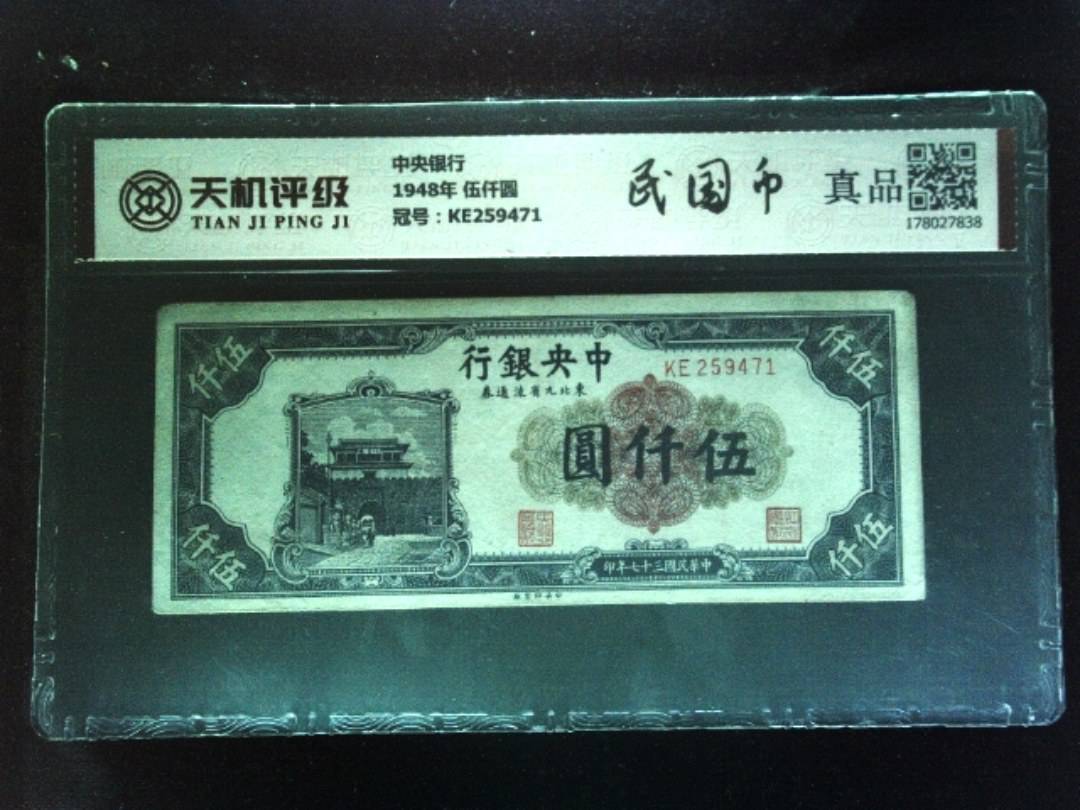 天机评级
TIAN JI PING JI
中央银行
1948年 伍仟圆
冠号：KE259471
民国币
真品
178027838
仟伍
仟伍
行銀央中
KE 259471
券通流省九北東
圓仟伍
仟伍
仟伍
印年七十三國民華中